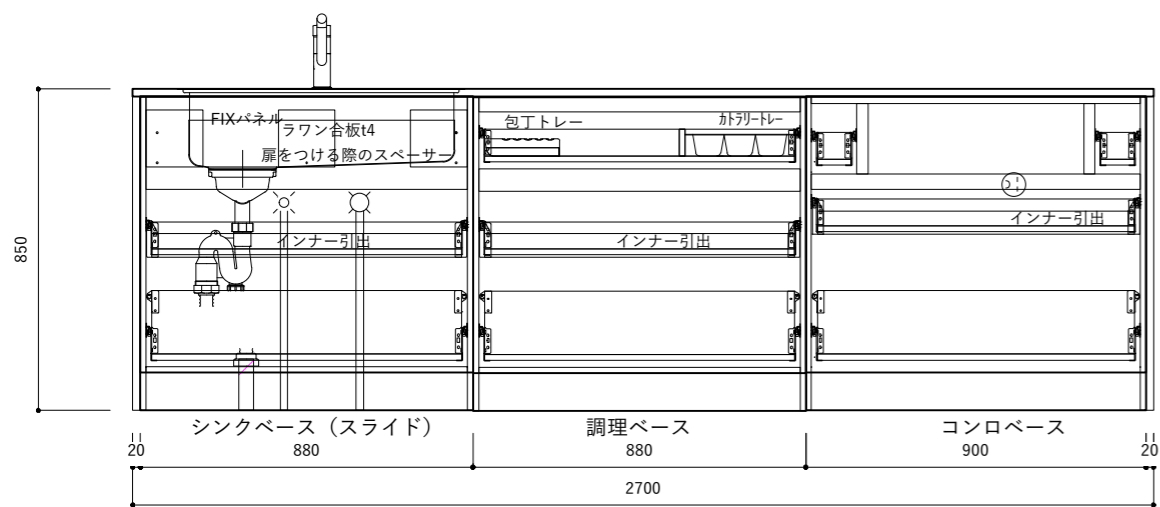 FIXパネル
ラワン合板t4
扉をつける際のスペーサー
包丁トレー
ｶﾄﾗﾘｰﾄﾚｰ
インナー引出
インナー引出
インナー引出
850
シンクベース（スライド）
調理ベース
コンロベース
20
880
880
900
20
2700